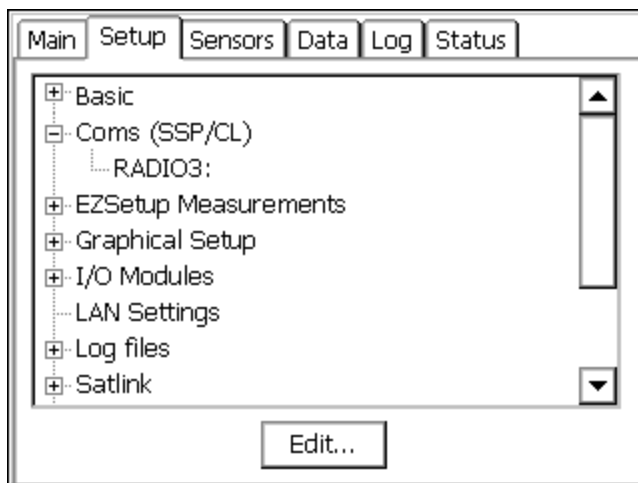 Main Setup Sensors Data Log Status
Basic
Coms (SSP/CL)
RADIO3:
EZSetup Measurements
Graphical Setup
I/O Modules
LAN Settings
Log files
Satlink
Edit...